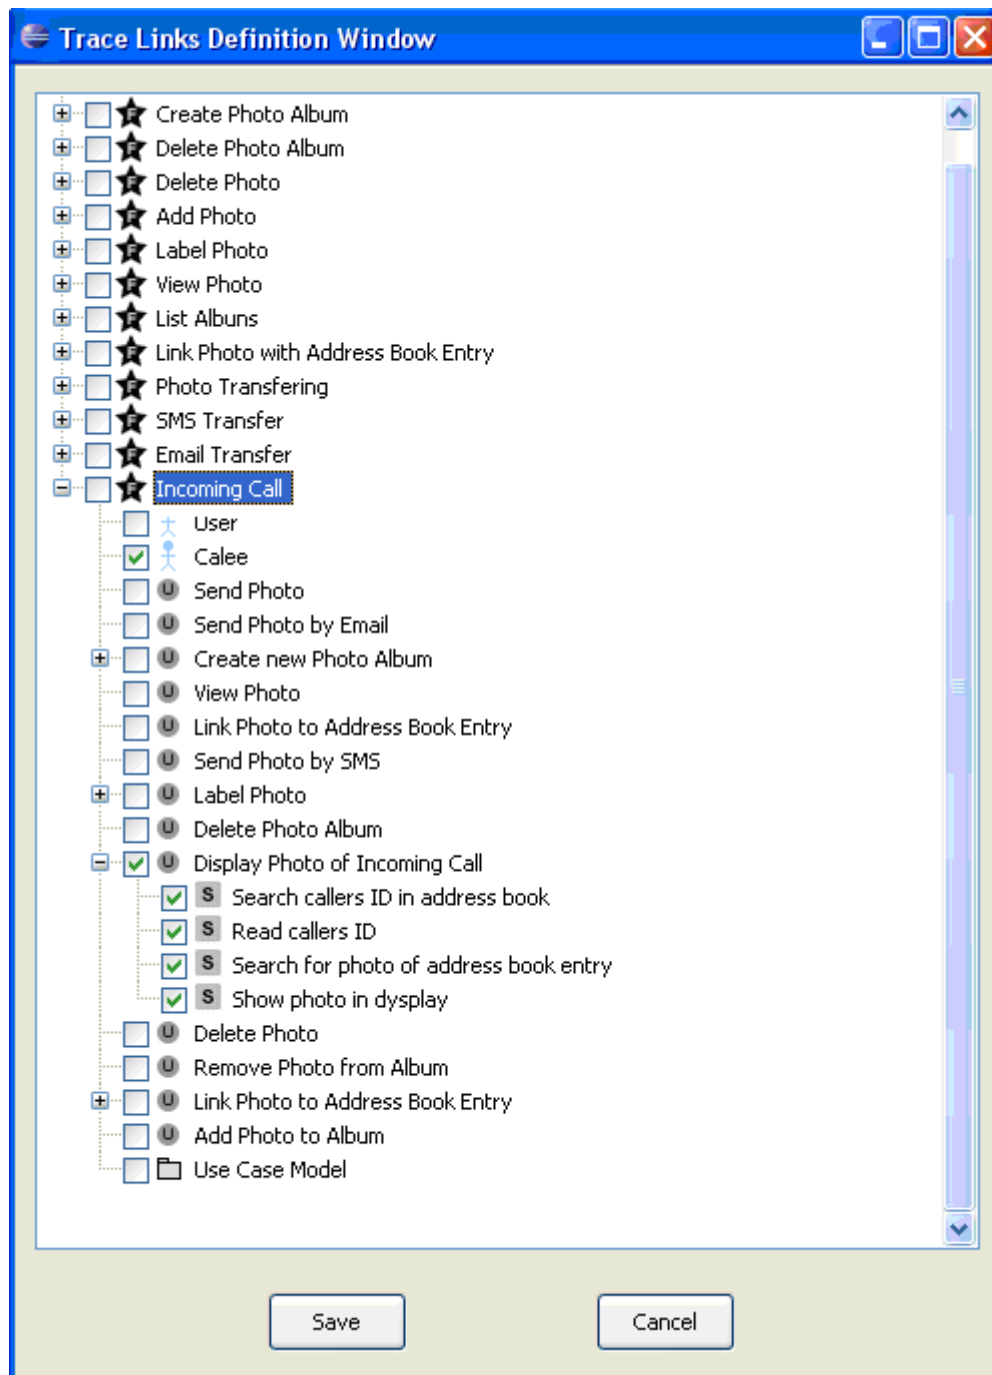 Trace Links Definition Window
Create Photo Album
Delete Photo Album
Delete Photo
Add Photo
Label Photo
View Photo
List Albuns
Link Photo with Address Book Entry
Photo Transfering
SMS Transfer
Email Transfer
Incoming Call
User
Calee
U Send Photo
U Send Photo by Email
U Create new Photo Album
U View Photo
U Link Photo to Address Book Entry
U Send Photo by SMS
U Label Photo
U Delete Photo Album
U Display Photo of Incoming Call
S Search callers ID in address book
S Read callers ID
S Search for photo of address book entry
S Show photo in dysplay
U Delete Photo
U Remove Photo from Album
U Link Photo to Address Book Entry
U Add Photo to Album
Use Case Model
Save Cancel